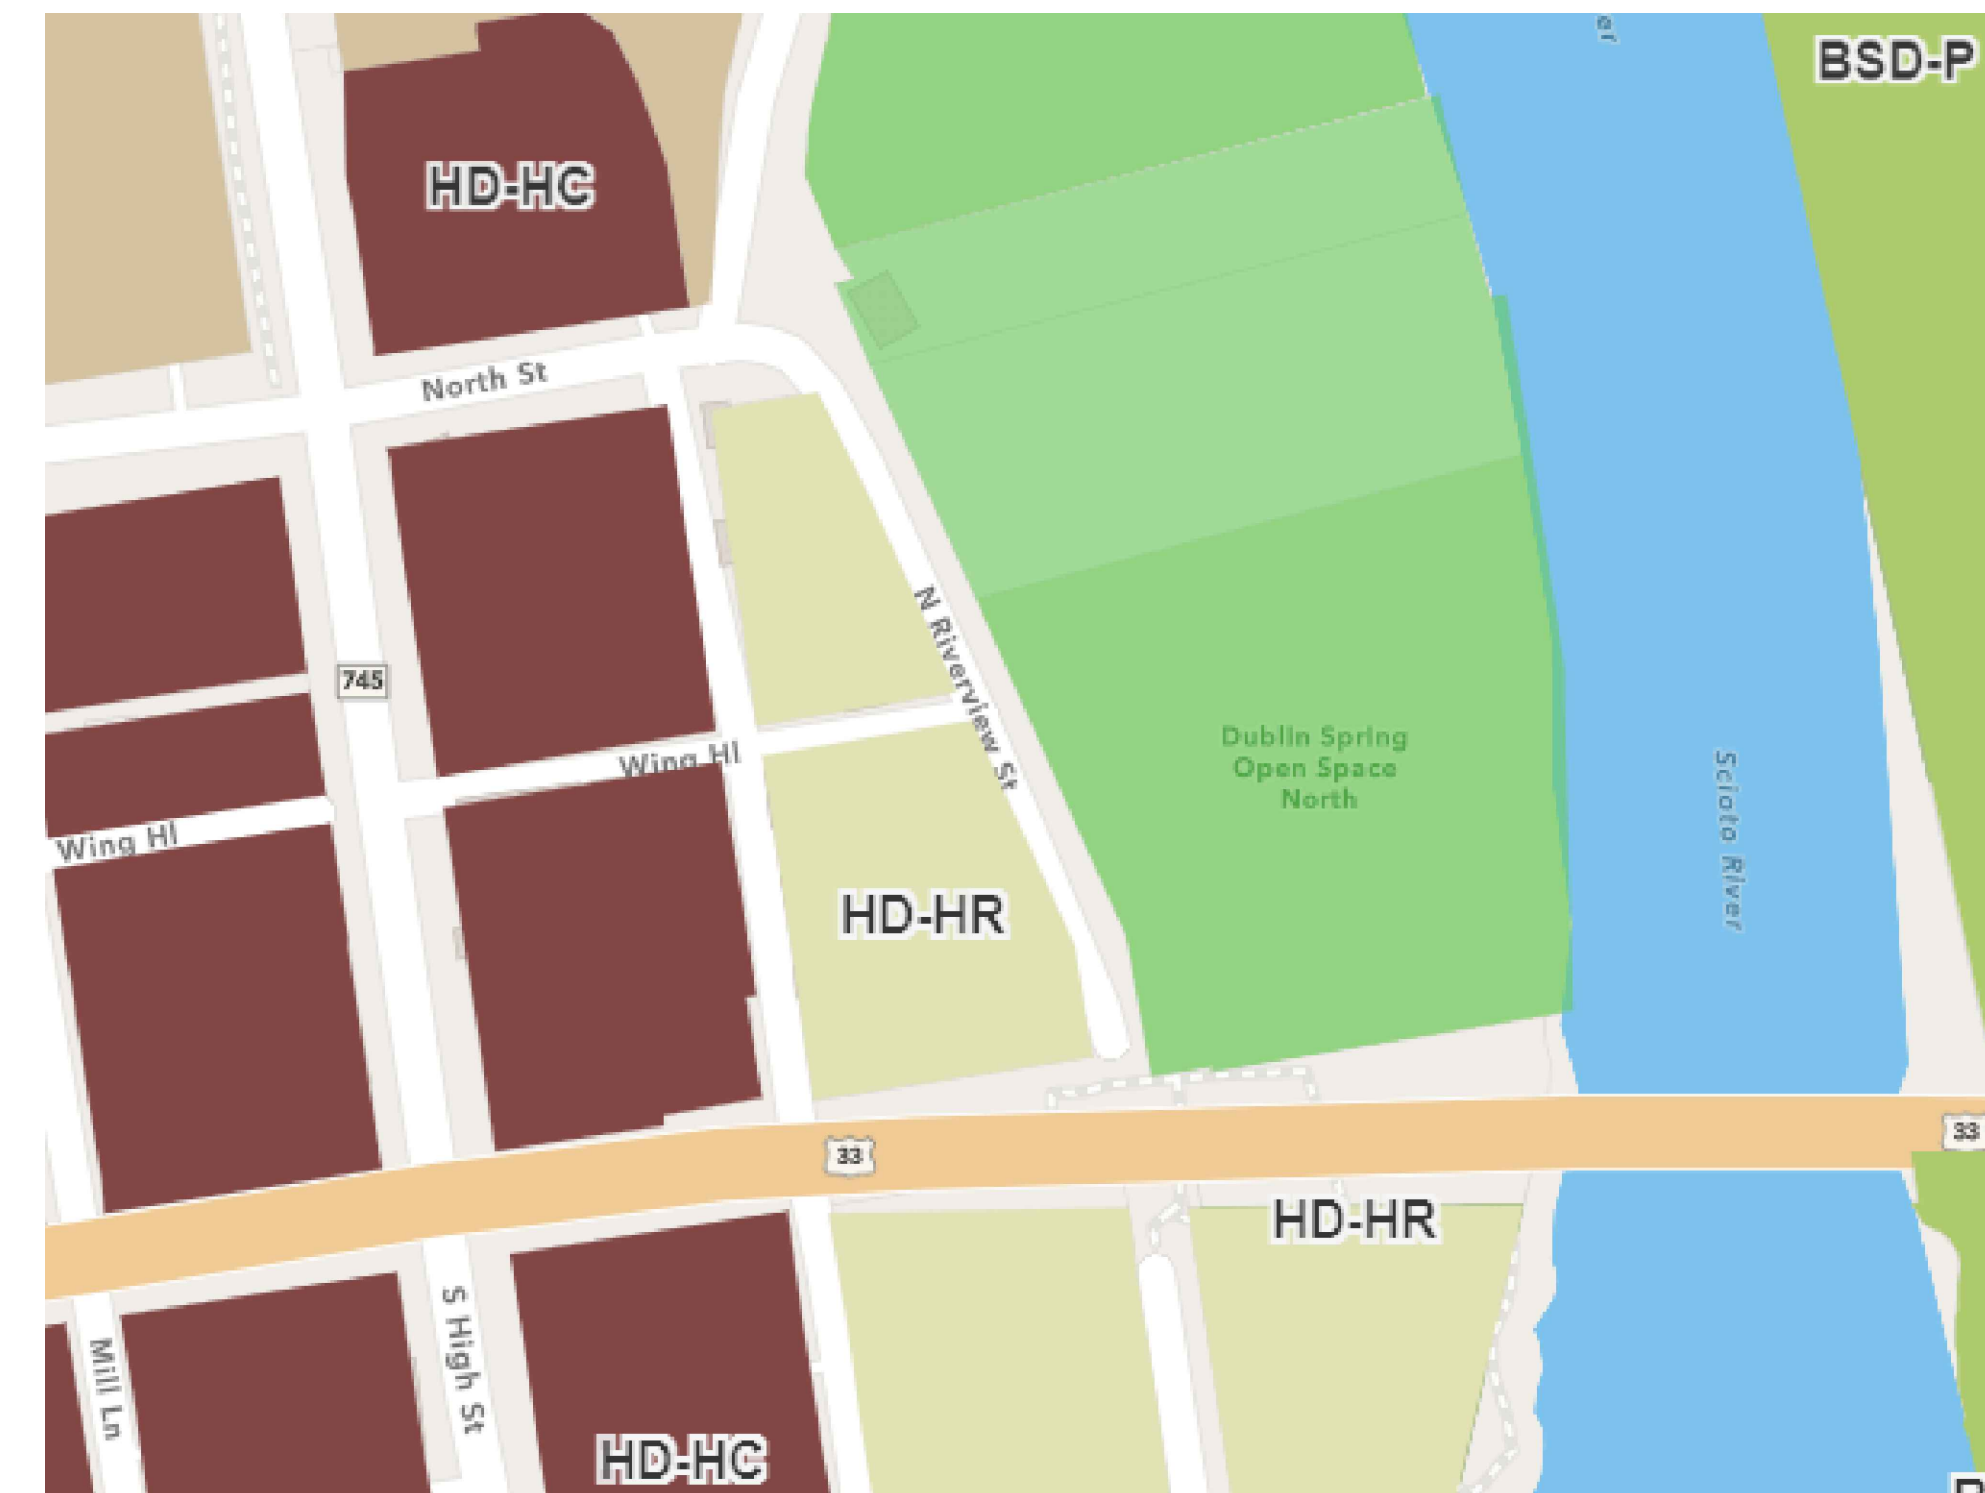 BSD-P
HD-HC
North St
N Riverview St
745
Wing Hl
Wing Hl
Dublin Spring
Open Space
North
Scioto River
HD-HR
33
33
HD-HR
S High St
Mill Ln
HD-HC